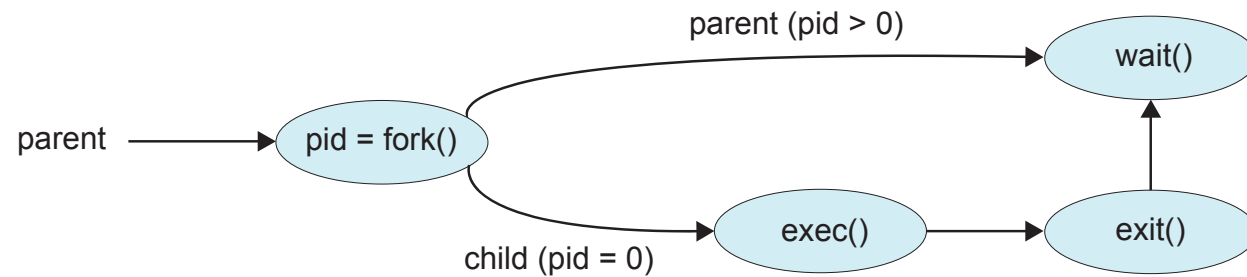 parent (pid > 0)
wait()
parent
pid = fork()
exec()
exit()
child (pid = 0)